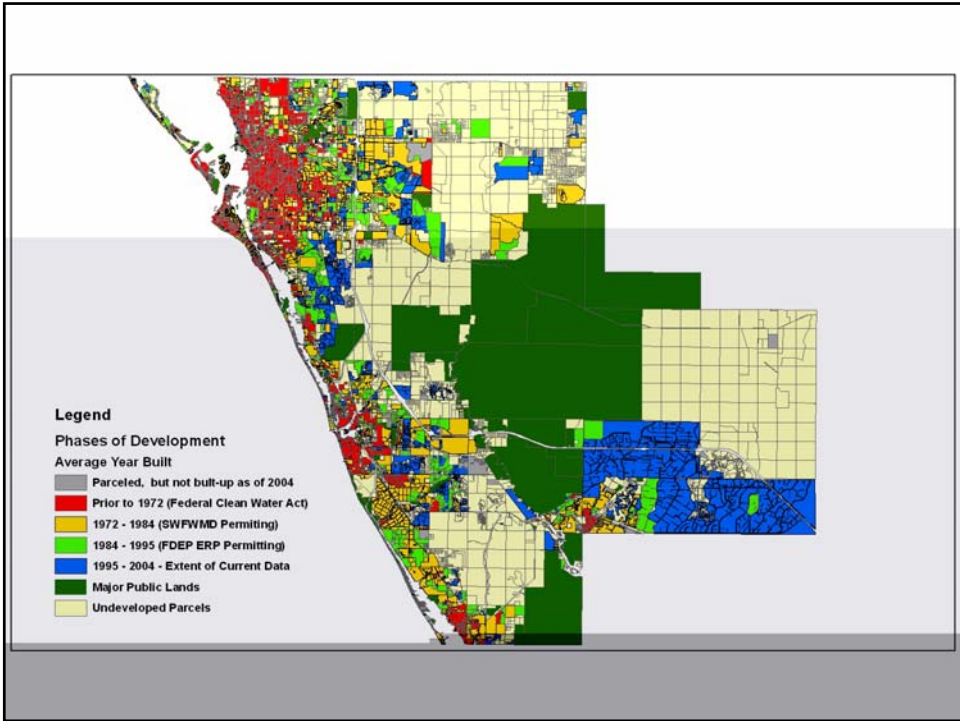 Legend
Phases of Development
Average Year Built
Parceled, but not built-up as of 2004
Prior to 1972 (Federal Clean Water Act)
1972 - 1984 (SWFWMD Permiting)
1984 - 1995 (FDEP ERP Permitting)
1995 - 2004 - Extent of Current Data
Major Public Lands
Undeveloped Parcels